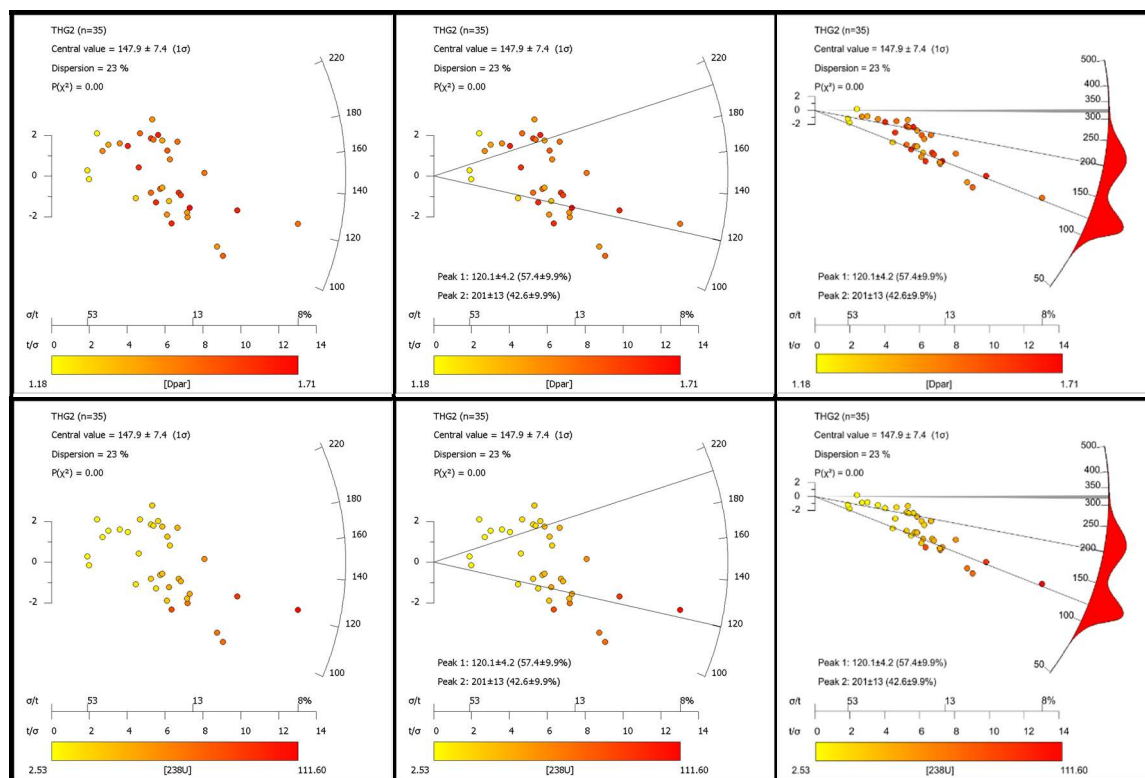 THG2 (n=35)
Central value = 147.9 ± 7.4 (1σ)
Dispersion = 23 %
P(χ²) = 0.00
220
180
160
140
120
100
2
0
-2
σ/t 53 13 8%
t/σ 0 2 4 6 8 10 12 14
1.18 [Dpar] 1.71
THG2 (n=35)
Central value = 147.9 ± 7.4 (1σ)
Dispersion = 23 %
P(χ²) = 0.00
220
180
160
140
120
100
2
0
-2
Peak 1: 120.1±4.2 (57.4±9.9%)
Peak 2: 201±13 (42.6±9.9%)
σ/t 53 13 8%
t/σ 0 2 4 6 8 10 12 14
1.18 [Dpar] 1.71
THG2 (n=35)
Central value = 147.9 ± 7.4 (1σ)
Dispersion = 23 %
P(χ²) = 0.00
500
400
350
300
250
200
150
100
50
2
0
-2
Peak 1: 120.1±4.2 (57.4±9.9%)
Peak 2: 201±13 (42.6±9.9%)
σ/t 53 13 8%
t/σ 0 2 4 6 8 10 12 14
1.18 [Dpar] 1.71
THG2 (n=35)
Central value = 147.9 ± 7.4 (1σ)
Dispersion = 23 %
P(χ²) = 0.00
220
180
160
140
120
100
2
0
-2
σ/t 53 13 8%
t/σ 0 2 4 6 8 10 12 14
2.53 [238U] 111.60
THG2 (n=35)
Central value = 147.9 ± 7.4 (1σ)
Dispersion = 23 %
P(χ²) = 0.00
220
180
160
140
120
100
2
0
-2
Peak 1: 120.1±4.2 (57.4±9.9%)
Peak 2: 201±13 (42.6±9.9%)
σ/t 53 13 8%
t/σ 0 2 4 6 8 10 12 14
2.53 [238U] 111.60
THG2 (n=35)
Central value = 147.9 ± 7.4 (1σ)
Dispersion = 23 %
P(χ²) = 0.00
500
400
350
300
250
200
150
100
50
2
0
-2
Peak 1: 120.1±4.2 (57.4±9.9%)
Peak 2: 201±13 (42.6±9.9%)
σ/t 53 13 8%
t/σ 0 2 4 6 8 10 12 14
2.53 [238U] 111.60